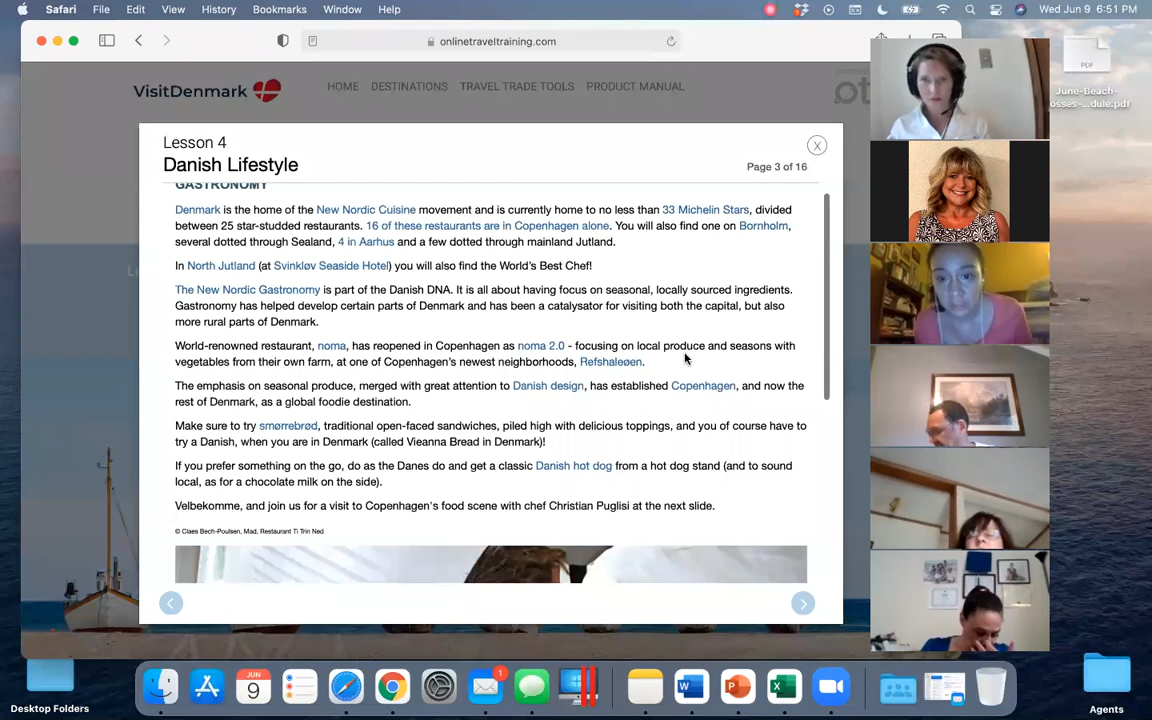 Safari File Edit View History Bookmarks Window Help Wed Jun 9 6:51 PM
onlinetraveltraining.com
VisitDenmark HOME DESTINATIONS TRAVEL TRADE TOOLS PRODUCT MANUAL
PDF
June-Beach-
osses-...dule.pdf
Lesson 4
Danish Lifestyle
Page 3 of 16
GASTRONOMY
Denmark is the home of the New Nordic Cuisine movement and is currently home to no less than 33 Michelin Stars, divided
between 25 star-studded restaurants. 16 of these restaurants are in Copenhagen alone. You will also find one on Bornholm,
several dotted through Sealand, 4 in Aarhus and a few dotted through mainland Jutland.
In North Jutland (at Svinkløv Seaside Hotel) you will also find the World's Best Chef!
The New Nordic Gastronomy is part of the Danish DNA. It is all about having focus on seasonal, locally sourced ingredients.
Gastronomy has helped develop certain parts of Denmark and has been a catalysator for visiting both the capital, but also
more rural parts of Denmark.
World-renowned restaurant, noma, has reopened in Copenhagen as noma 2.0 - focusing on local produce and seasons with
vegetables from their own farm, at one of Copenhagen's newest neighborhoods, Refshaleøen.
The emphasis on seasonal produce, merged with great attention to Danish design, has established Copenhagen, and now the
rest of Denmark, as a global foodie destination.
Make sure to try smørrebrød, traditional open-faced sandwiches, piled high with delicious toppings, and you of course have to
try a Danish, when you are in Denmark (called Vieanna Bread in Denmark)!
If you prefer something on the go, do as the Danes do and get a classic Danish hot dog from a hot dog stand (and to sound
local, as for a chocolate milk on the side).
Velbekomme, and join us for a visit to Copenhagen's food scene with chef Christian Puglisi at the next slide.
© Claes Bech-Poulsen, Mad, Restaurant Ti Trin Ned
JUN
9
1
Desktop Folders
Agents